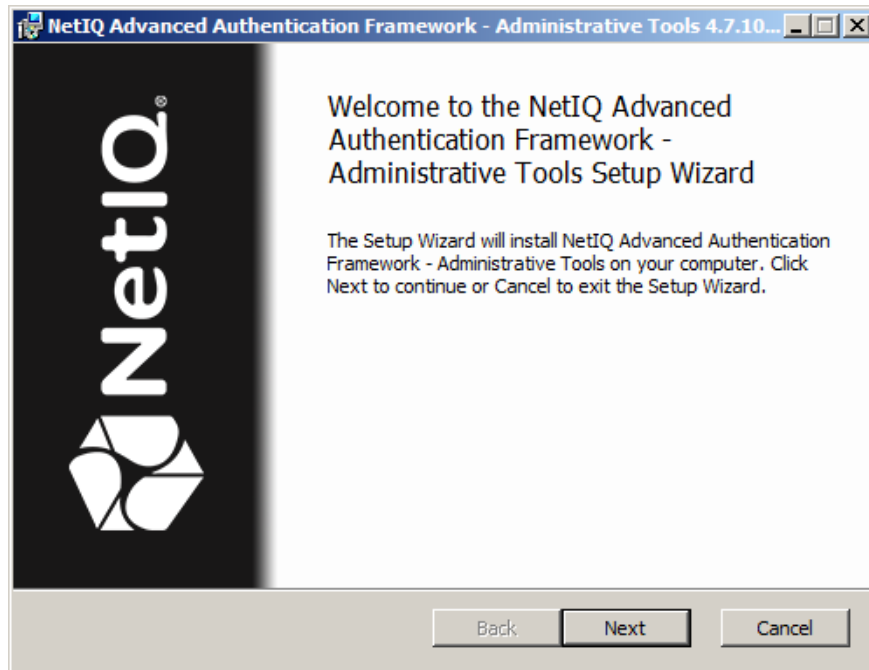 NetIQ Advanced Authentication Framework - Administrative Tools 4.7.10...
NetIQ®
Welcome to the NetIQ Advanced
Authentication Framework -
Administrative Tools Setup Wizard
The Setup Wizard will install NetIQ Advanced Authentication
Framework - Administrative Tools on your computer. Click
Next to continue or Cancel to exit the Setup Wizard.
Back Next Cancel